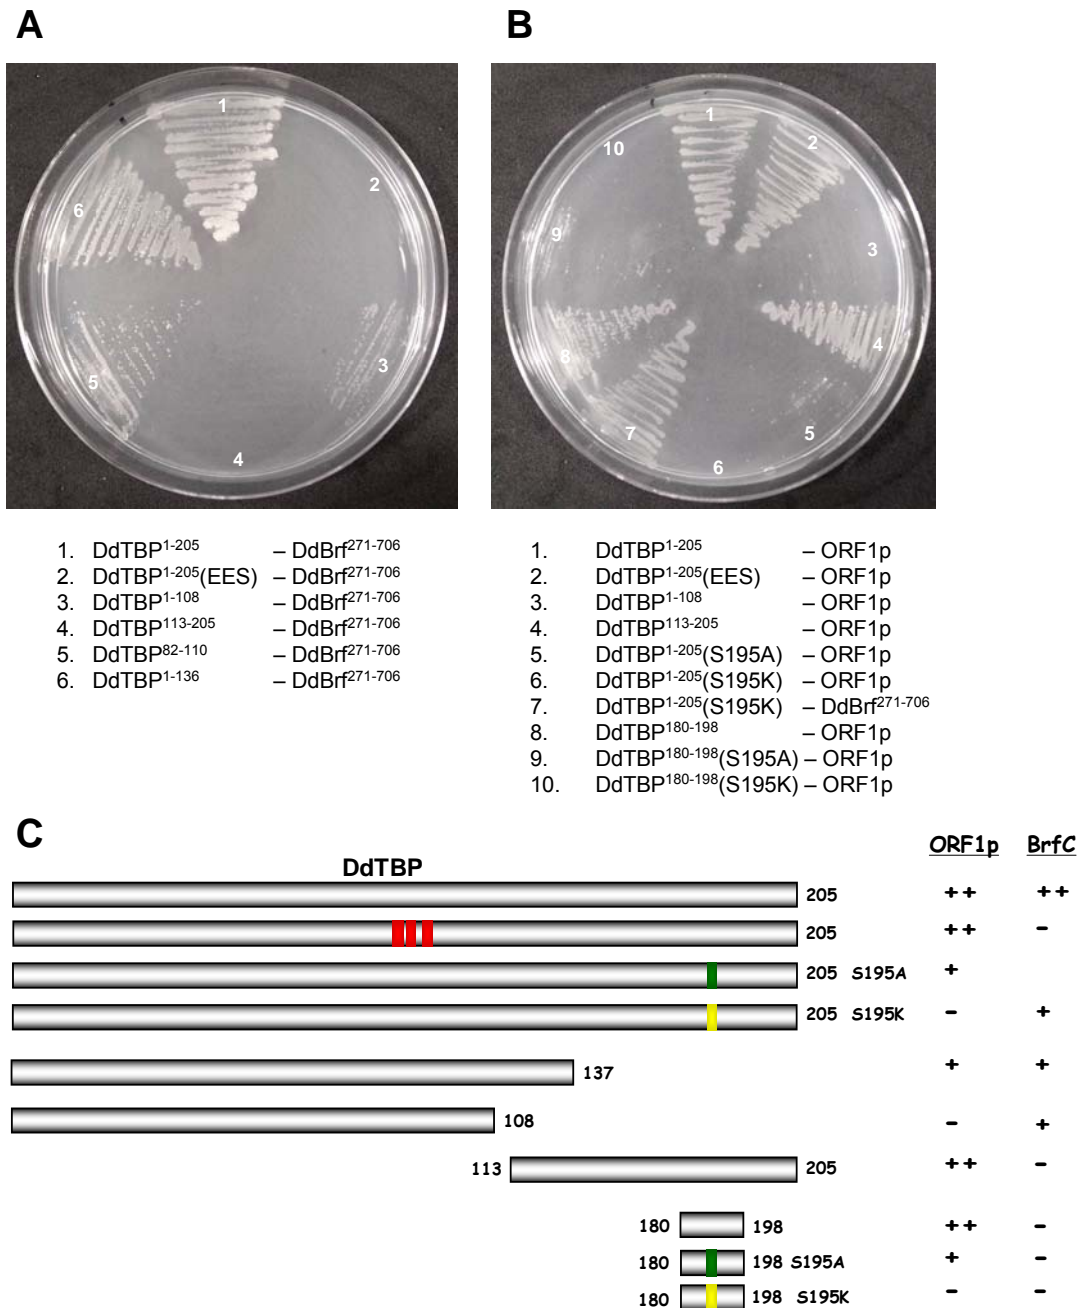 A
B
1
2
3
4
5
6
1
2
3
4
5
6
7
8
9
10
1. DdTBP1-205 – DdBrf271-706
2. DdTBP1-205(EES) – DdBrf271-706
3. DdTBP1-108 – DdBrf271-706
4. DdTBP113-205 – DdBrf271-706
5. DdTBP82-110 – DdBrf271-706
6. DdTBP1-136 – DdBrf271-706
1. DdTBP1-205 – ORF1p
2. DdTBP1-205(EES) – ORF1p
3. DdTBP1-108 – ORF1p
4. DdTBP113-205 – ORF1p
5. DdTBP1-205(S195A) – ORF1p
6. DdTBP1-205(S195K) – ORF1p
7. DdTBP1-205(S195K) – DdBrf271-706
8. DdTBP180-198 – ORF1p
9. DdTBP180-198(S195A) – ORF1p
10. DdTBP180-198(S195K) – ORF1p
C
DdTBP ORF1p BrfC
205 ++ ++
205 ++ -
205 S195A +
205 S195K - +
137 + +
108 - +
113 205 ++ -
180 198 ++ -
180 198 S195A + -
180 198 S195K - -